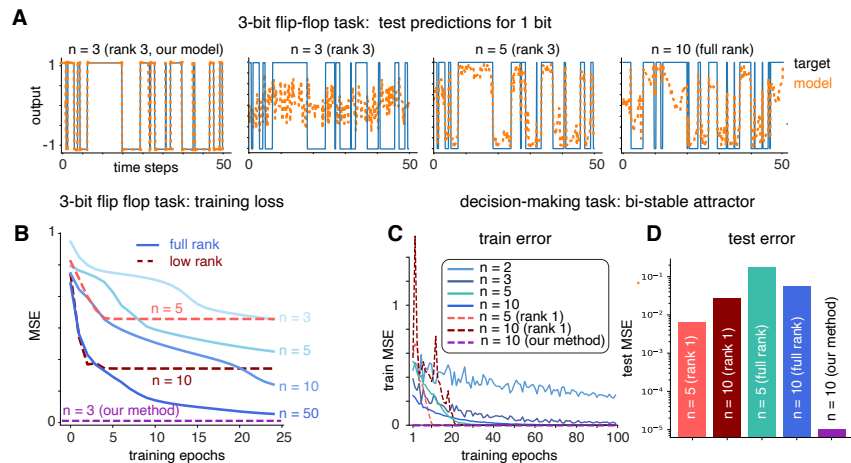 A
3-bit flip-flop task: test predictions for 1 bit
n = 3 (rank 3, our model)
n = 3 (rank 3)
n = 5 (rank 3)
n = 10 (full rank)
target
model
output
1
-1
0
time steps
50
0
50
0
50
0
50
3-bit flip flop task: training loss
decision-making task: bi-stable attractor
B
full rank
low rank
1
MSE
0
n = 5
n = 3
n = 5
n = 10
n = 10
n = 50
n = 3 (our method)
0
5
10
15
20
25
training epochs
C
train error
n = 2
n = 3
n = 5
n = 10
n = 5 (rank 1)
n = 10 (rank 1)
n = 10 (our method)
train MSE
1
0
1
20
40
60
80
100
training epochs
D
test error
test MSE
10⁻¹
10⁻²
10⁻³
10⁻⁴
10⁻⁵
n = 5 (rank 1)
n = 10 (rank 1)
n = 5 (full rank)
n = 10 (full rank)
n = 10 (our method)